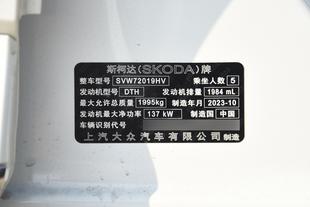 斯柯达(SKODA)牌
整车型号 SVW72019HV 乘坐人数 5
发动机型号 DTH 发动机排量 1984 mL
最大允许总质量 1995kg 制造年月 2023-10
发动机最大净功率 137 kW 制造国 中国
车辆识别代号
上汽大众汽车有限公司 制造